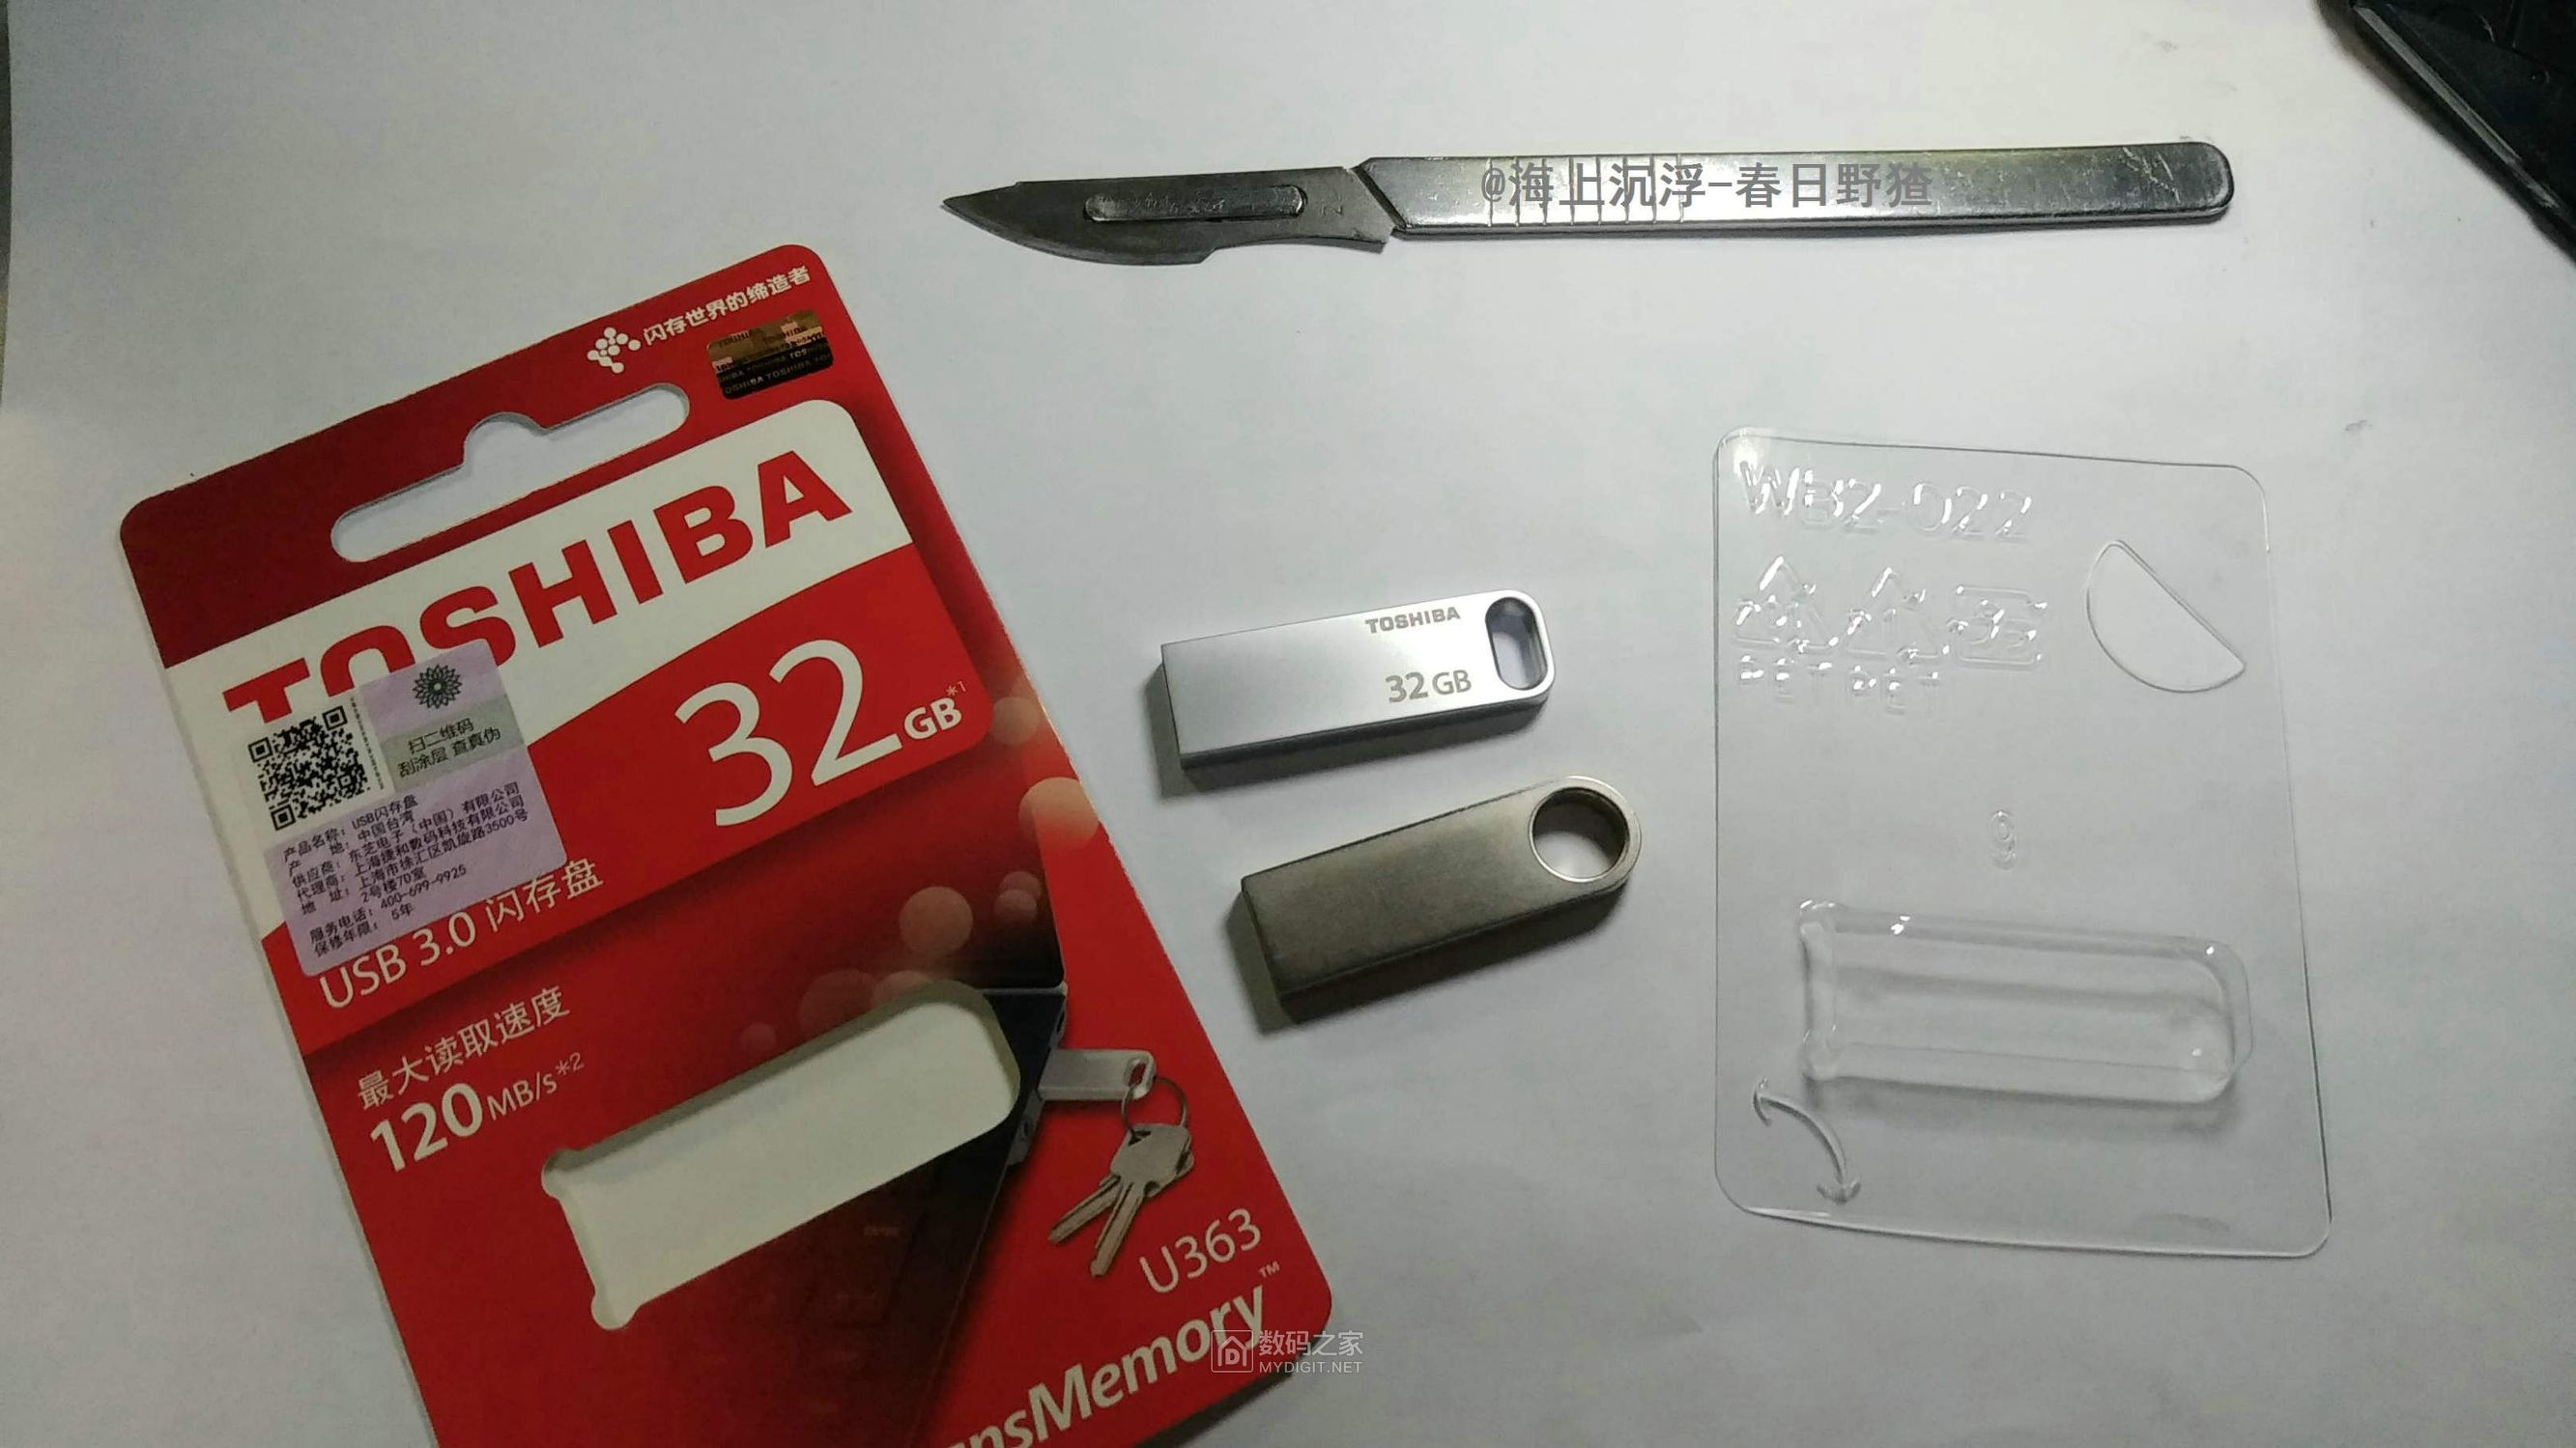 @海上沉浮-春日野猹
闪存世界的缔造者
TOSHIBA
32GB*1
扫二维码
刮涂层 查真伪
产品名称：USB闪存盘
产 地：中国台湾
供应商：东芝电子（中国）有限公司
代理商：上海捷和数码科技有限公司
地 址：上海市徐汇区凯旋路3500号
2号楼7D室
服务电话：400-699-9925
保修年限：5年
USB 3.0 闪存盘
最大读取速度
120MB/s*2
U363
nsMemory™
TOSHIBA
32GB
WB2-022
PET PET
9
数码之家
MYDIGIT.NET